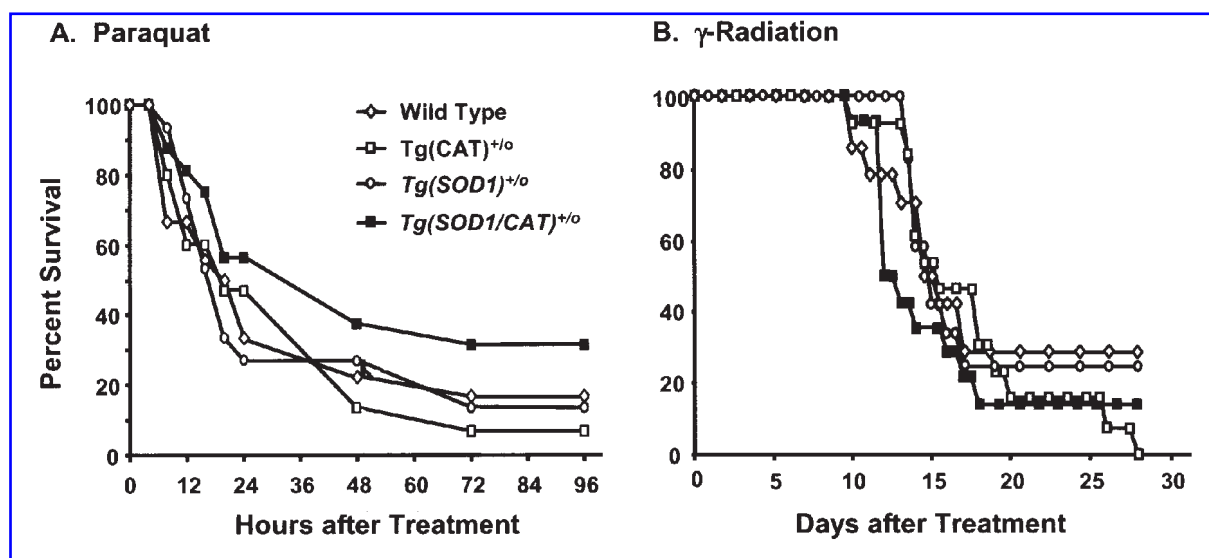 A. Paraquat
Percent Survival
100
80
60
40
20
0
0 12 24 36 48 60 72 84 96
Hours after Treatment
Wild Type
Tg(CAT)+/o
Tg(SOD1)+/o
Tg(SOD1/CAT)+/o
B. γ-Radiation
100
80
60
40
20
0
0 5 10 15 20 25 30
Days after Treatment